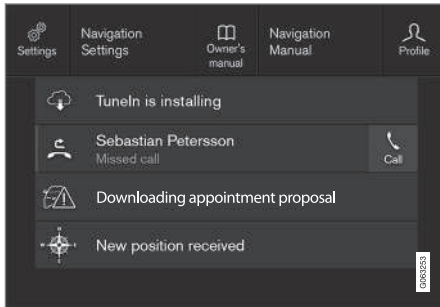 Settings
Navigation
Settings
Owner's
manual
Navigation
Manual
Profile
TuneIn is installing
Sebastian Petersson
Missed call
Call
Downloading appointment proposal
New position received
G063253